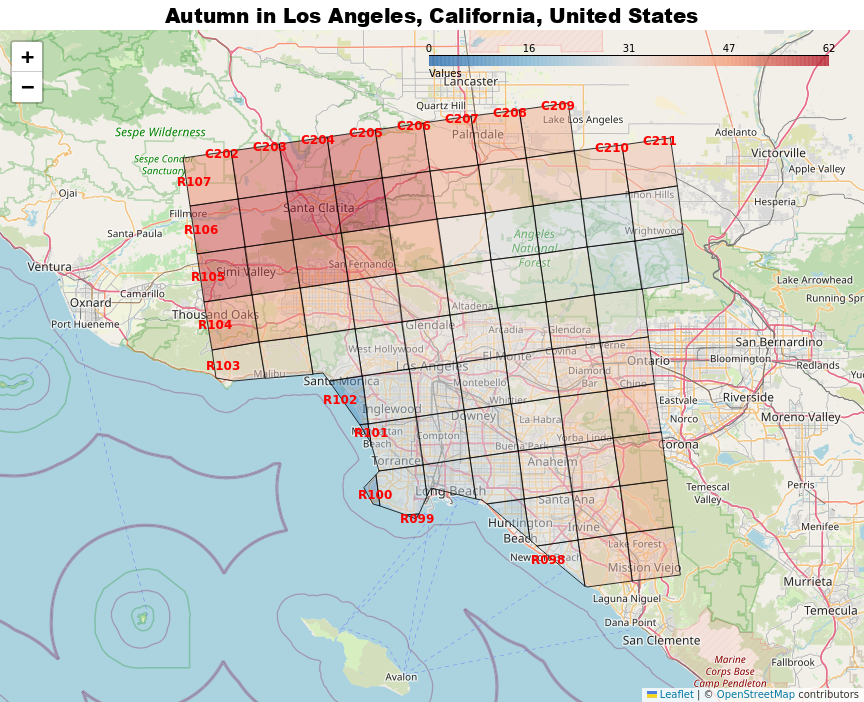 Autumn in Los Angeles, California, United States
+
−
0 16 31 47 62
Values
Lancaster
Quartz Hill
C209
C208
Lake Los Angeles
C207
C206
Palmdale
C205
C204
C203
C202
C210
C211
Sespe Wilderness
Adelanto
Victorville
Sespe Condor
Sanctuary
Apple Valley
R107
Ojai
Pinon Hills
Hesperia
Fillmore
Santa Clarita
R106
Santa Paula
Angeles
National
Forest
Wrightwood
Ventura
R105
Simi Valley
San Fernando
Lake Arrowhead
Oxnard
Camarillo
Running Spr
Port Hueneme
Thousand Oaks
R104
Altadena
Glendale
Arcadia
Glendora
West Hollywood
El Monte
Covina
La Verne
San Bernardino
R103
Los Angeles
Ontario
Bloomington
Redlands
Malibu
Santa Monica
Montebello
Diamond
Bar
Chino
Yuc
R102
Whittier
Eastvale
Riverside
Inglewood
Downey
La Habra
Norco
Moreno Valley
R101
Manhattan
Beach
Compton
Buena Park
Yorba Linda
Corona
Torrance
Anaheim
Temescal
Valley
Perris
R100
Long Beach
Santa Ana
R099
Huntington
Beach
Irvine
Menifee
Lake Forest
Newport Beach
R098
Mission Viejo
Murrieta
Laguna Niguel
Temecula
Dana Point
San Clemente
Marine
Corps Base
Camp Pendleton
Fallbrook
Avalon
Leaflet | © OpenStreetMap contributors